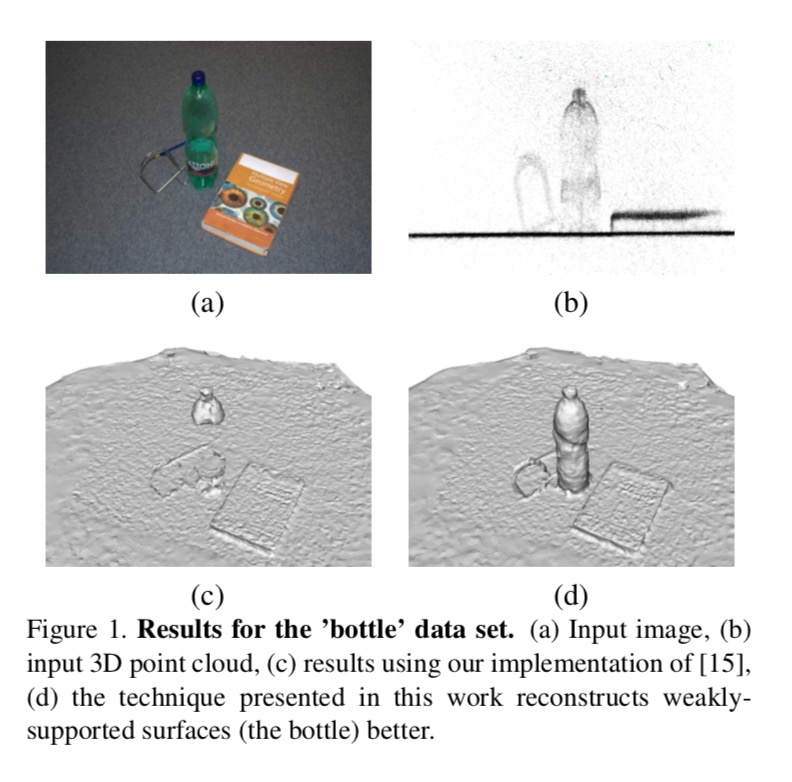 Geometry
(a)
(b)
(c)
(d)
Figure 1. Results for the ’bottle’ data set. (a) Input image, (b)
input 3D point cloud, (c) results using our implementation of [15],
(d) the technique presented in this work reconstructs weakly-
supported surfaces (the bottle) better.